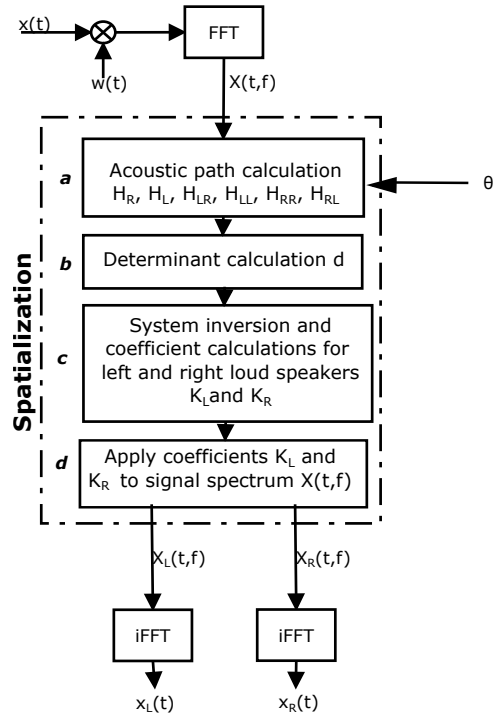 x(t)
FFT
w(t)
X(t,f)
a
Acoustic path calculation
H_R, H_L, H_LR, H_LL, H_RR, H_RL
θ
b
Determinant calculation d
Spatialization
c
System inversion and
coefficient calculations for
left and right loud speakers
K_Land K_R
d
Apply coefficients K_L and
K_R to signal spectrum X(t,f)
X_L(t,f)
X_R(t,f)
iFFT
iFFT
x_L(t)
x_R(t)